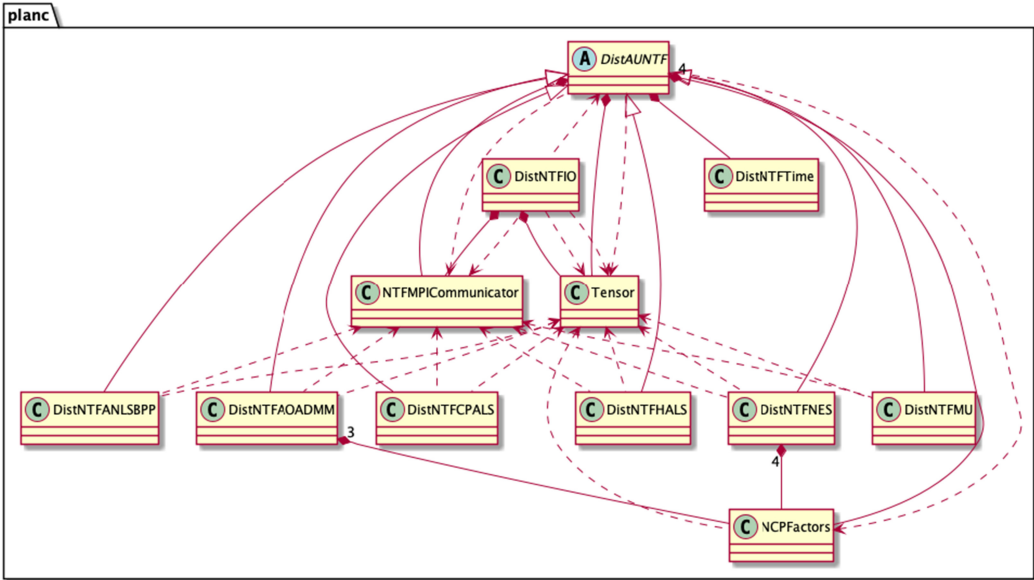 planc
A DistAUNTF
4
C DistNTFIO
C DistNTFTime
C NTFMPICommunicator
C Tensor
C DistNTFANLSBPP
C DistNTFAOADMM
C DistNTFCPALS
C DistNTFHALS
C DistNTFNES
C DistNTFMU
3
4
C NCPFactors